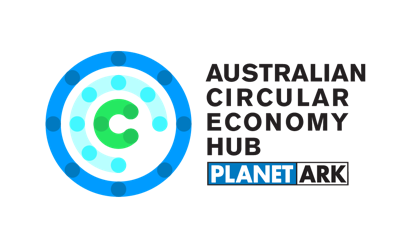 AUSTRALIAN
CIRCULAR
ECONOMY
HUB
PLANET ARK